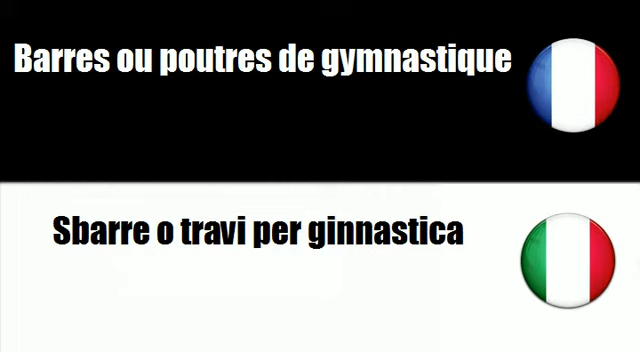 Barres ou poutres de gymnastique
Sbarre o travi per ginnastica